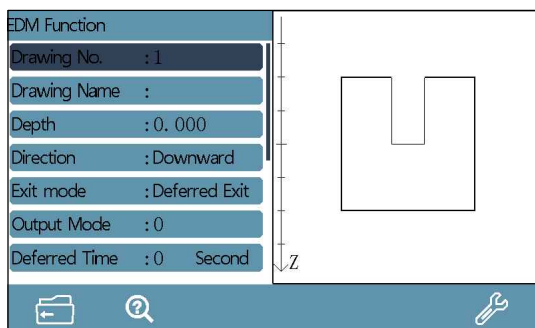 EDM Function
Drawing No. :1
Drawing Name :
Depth :0.000
Direction :Downward
Exit mode :Deferred Exit
Output Mode :0
Deferred Time :0 Second
Z
?